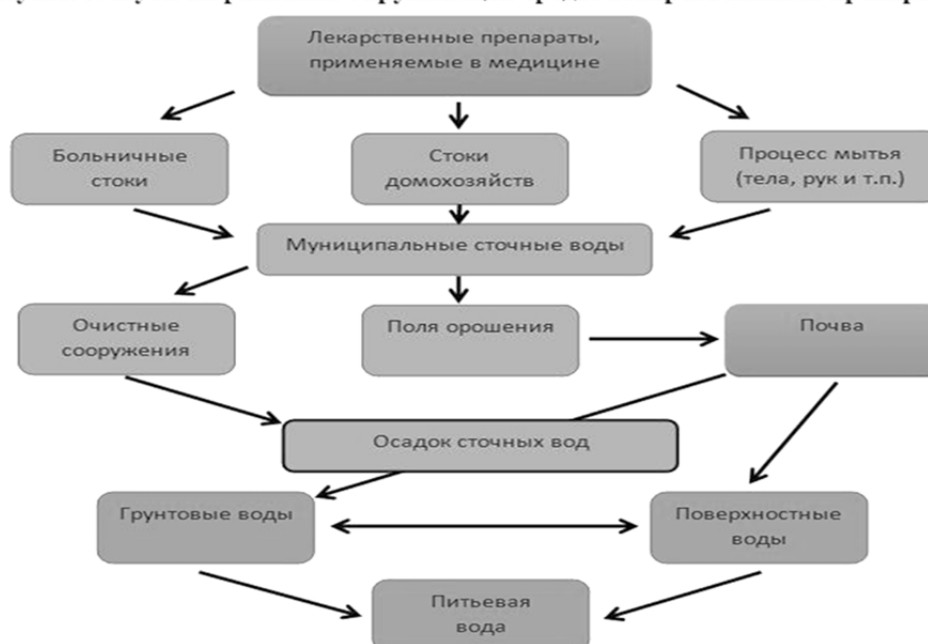 Лекарственные препараты,
применяемые в медицине
Больничные
стоки
Стоки
домохозяйств
Процесс мытья
(тела, рук и т.п.)
Муниципальные сточные воды
Очистные
сооружения
Поля орошения
Почва
Осадок сточных вод
Грунтовые воды
Поверхностные
воды
Питьевая
вода